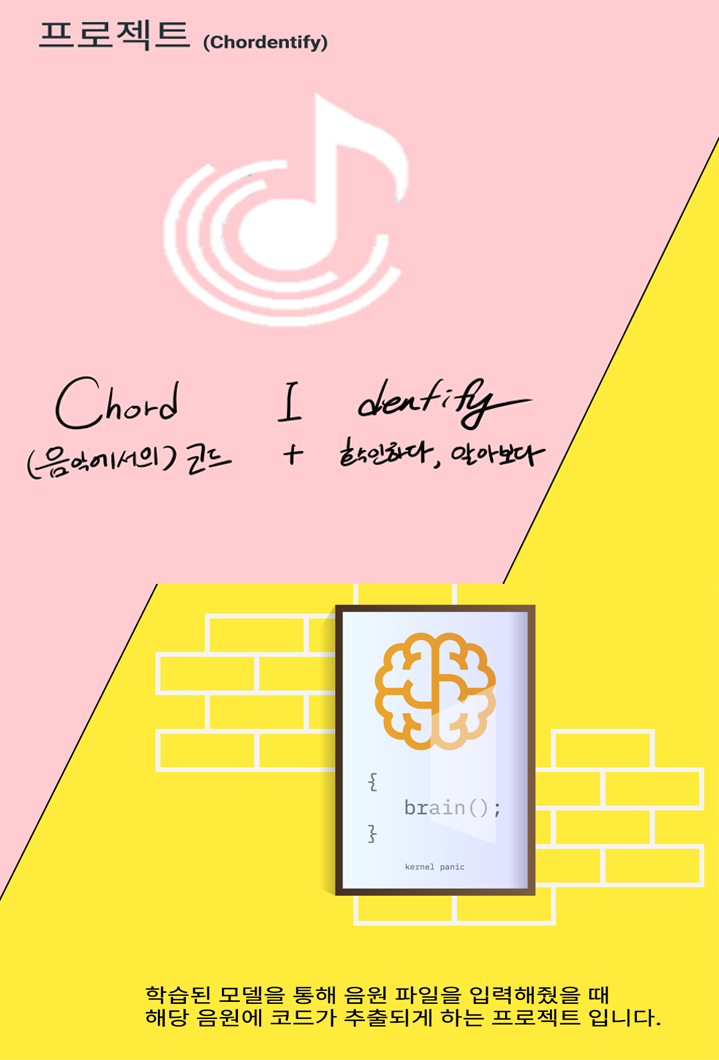 프로젝트 (Chordentify)
Chord I dentify
(음악에서의) 코드 + 확인하다, 알아보다
{
brain();
}
kernel panic
학습된 모델을 통해 음원 파일을 입력해줬을 때
해당 음원에 코드가 추출되게 하는 프로젝트 입니다.